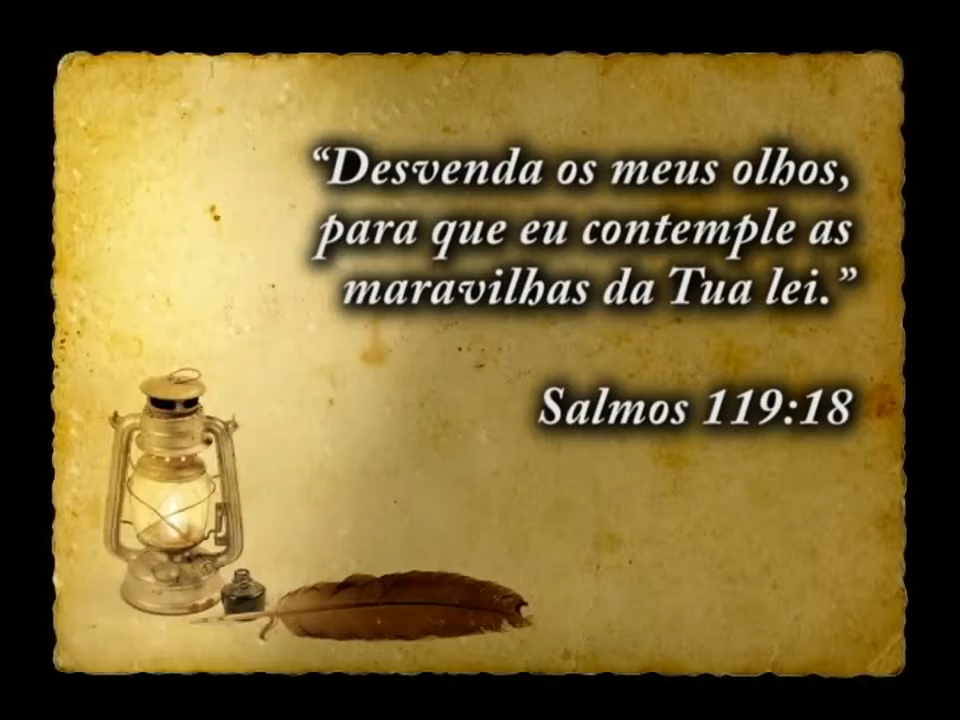 “Desvenda os meus olhos,
para que eu contemple as
maravilhas da Tua lei.”
Salmos 119:18